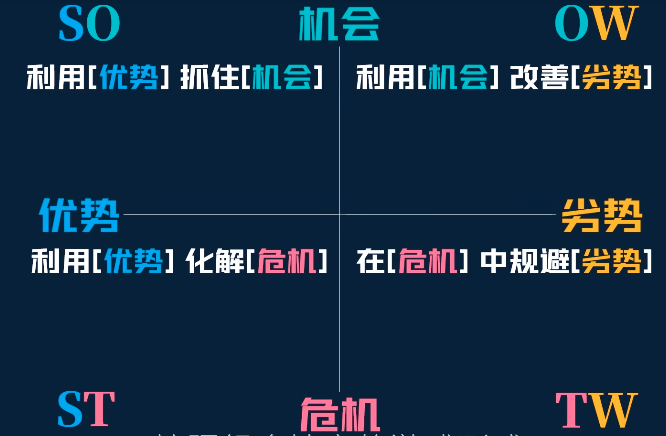 SO 机会 OW
利用[优势] 抓住[机会] 利用[机会] 改善[劣势]
优势 劣势
利用[优势] 化解[危机] 在[危机] 中规避[劣势]
ST 危机 TW